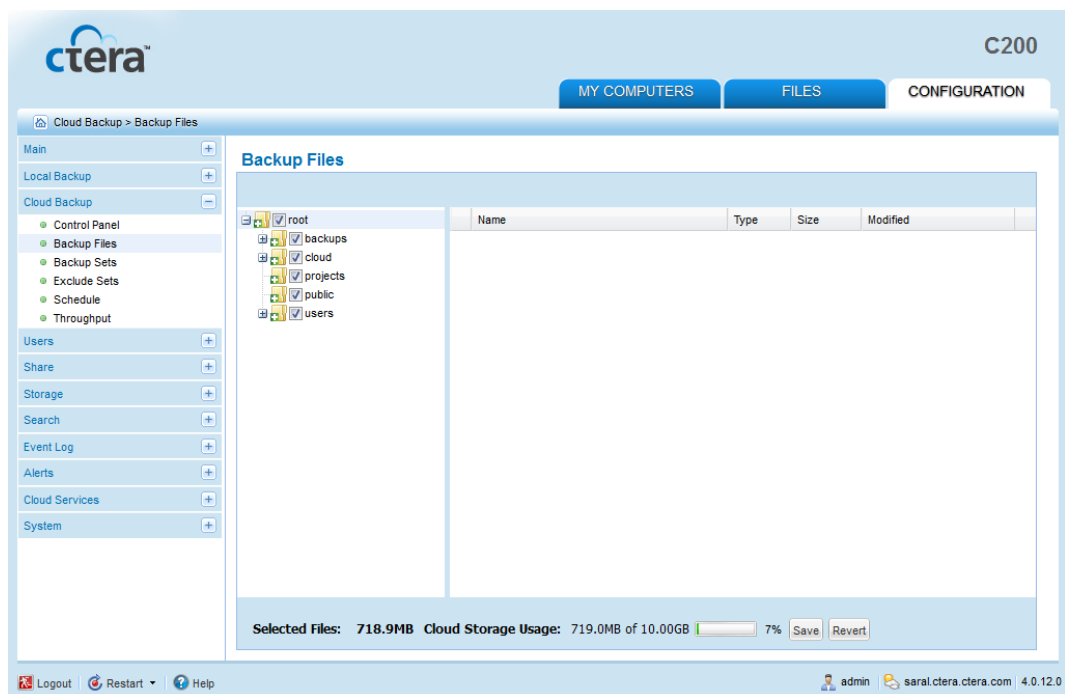 ctera™
C200
MY COMPUTERS FILES CONFIGURATION
Cloud Backup > Backup Files
Main
Local Backup
Cloud Backup
Control Panel
Backup Files
Backup Sets
Exclude Sets
Schedule
Throughput
Users
Share
Storage
Search
Event Log
Alerts
Cloud Services
System
Backup Files
root
backups
cloud
projects
public
users
Name Type Size Modified
Selected Files: 718.9MB Cloud Storage Usage: 719.0MB of 10.00GB 7% Save Revert
Logout Restart Help admin saral.ctera.ctera.com 4.0.12.0